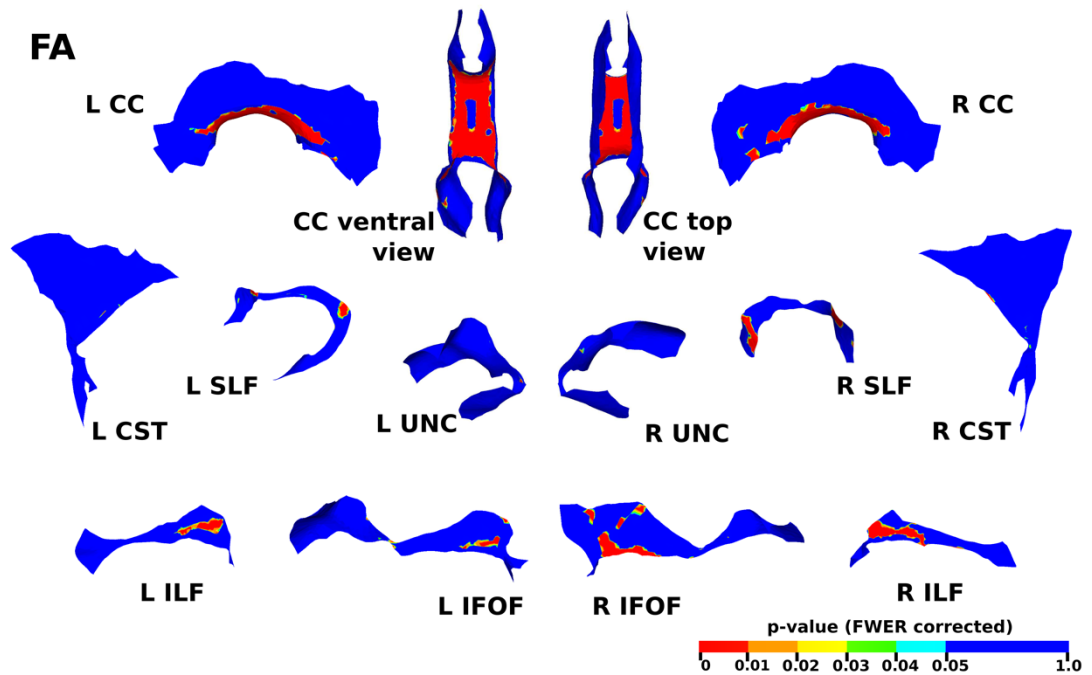 FA
L CC
R CC
CC ventral
view
CC top
view
L SLF
R SLF
L CST
L UNC
R UNC
R CST
L ILF
L IFOF
R IFOF
R ILF
p-value (FWER corrected)
0 0.01 0.02 0.03 0.04 0.05 1.0